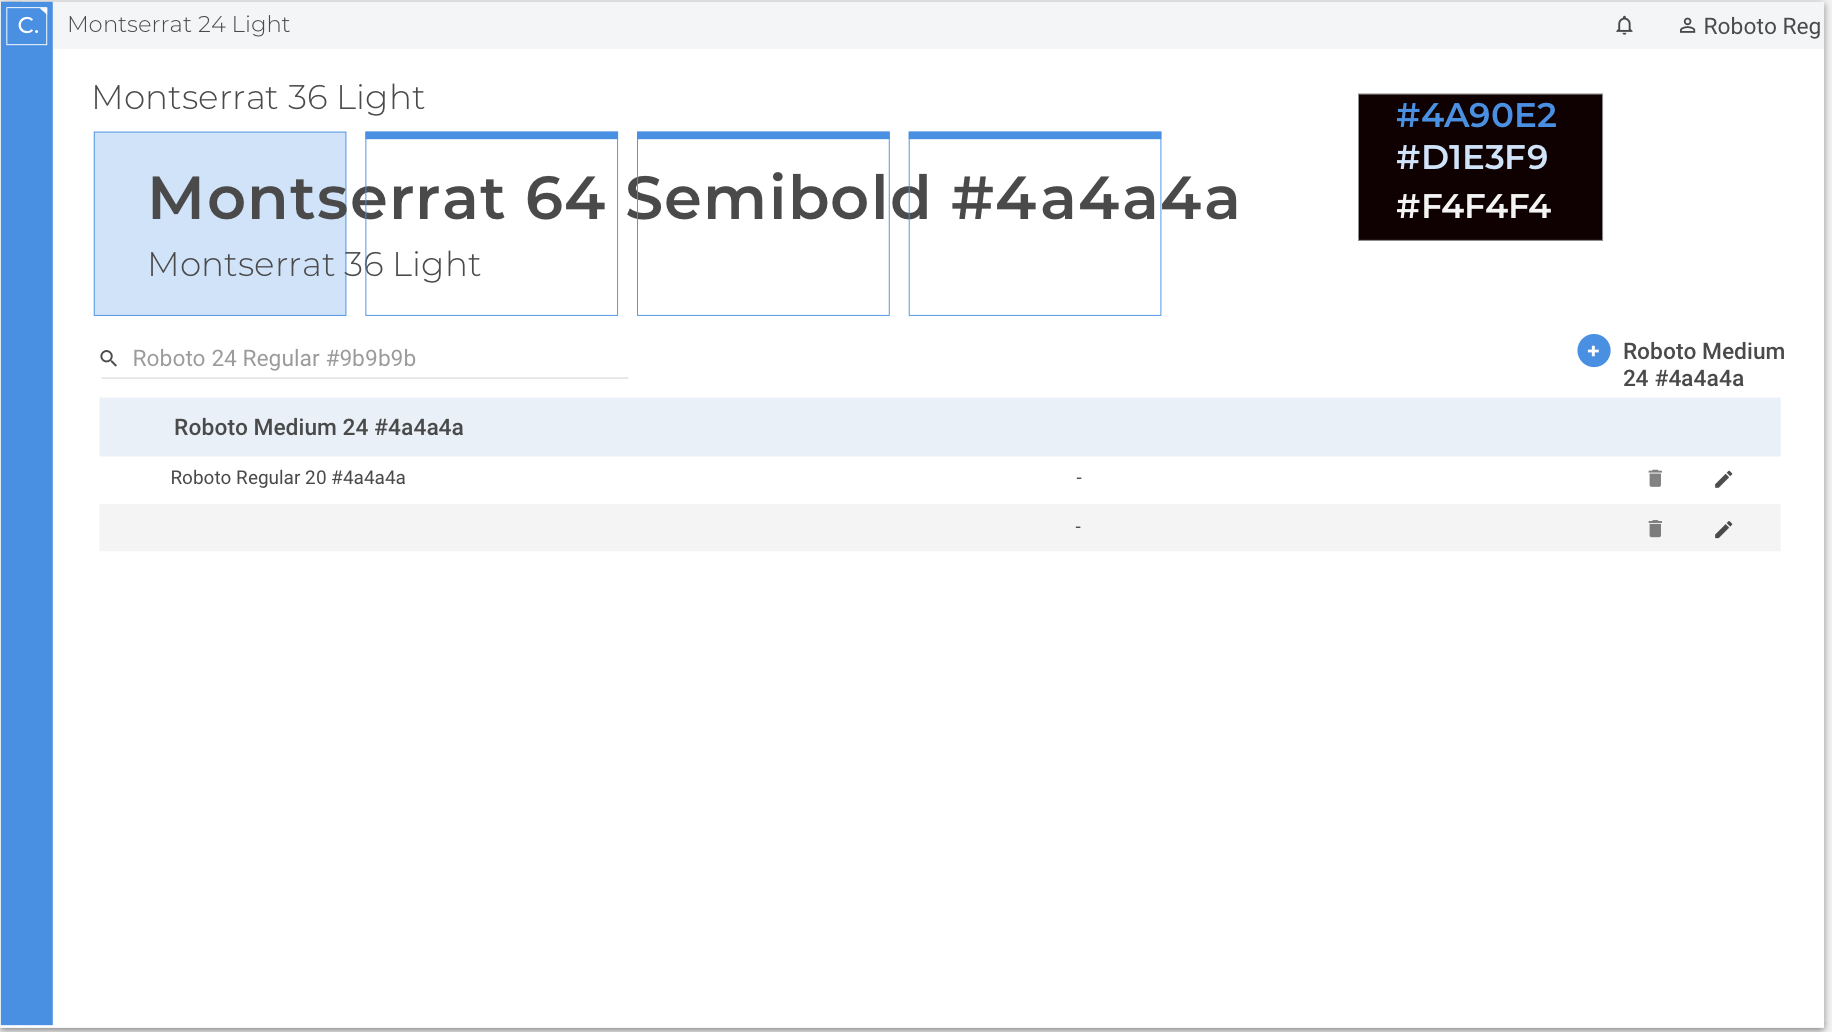 C.
Montserrat 24 Light
Roboto Reg
Montserrat 36 Light
#4A90E2
#D1E3F9
#F4F4F4
Montserrat 64 Semibold #4a4a4a
Montserrat 36 Light
Roboto 24 Regular #9b9b9b
Roboto Medium
24 #4a4a4a
Roboto Medium 24 #4a4a4a
Roboto Regular 20 #4a4a4a
-
-